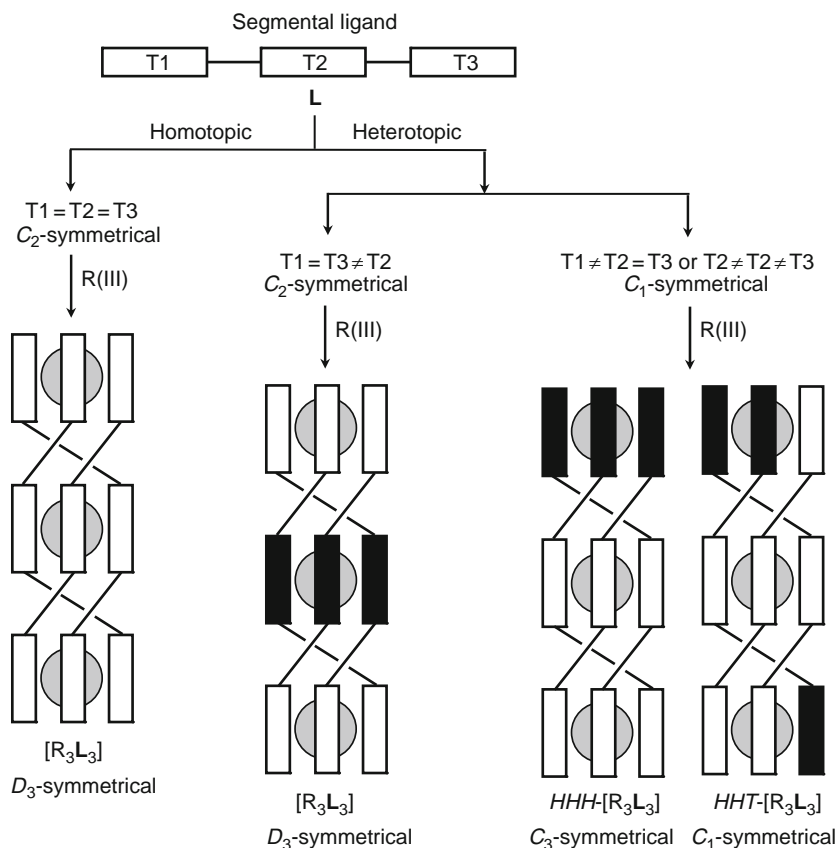 Segmental ligand
T1 T2 T3
L
Homotopic Heterotopic
T1 = T2 = T3
C₂-symmetrical
R(III)
T1 = T3 ≠ T2
C₂-symmetrical
R(III)
T1 ≠ T2 = T3 or T2 ≠ T2 ≠ T3
C₁-symmetrical
R(III)
[R₃L₃]
D₃-symmetrical
[R₃L₃]
D₃-symmetrical
HHH-[R₃L₃]
C₃-symmetrical
HHT-[R₃L₃]
C₁-symmetrical